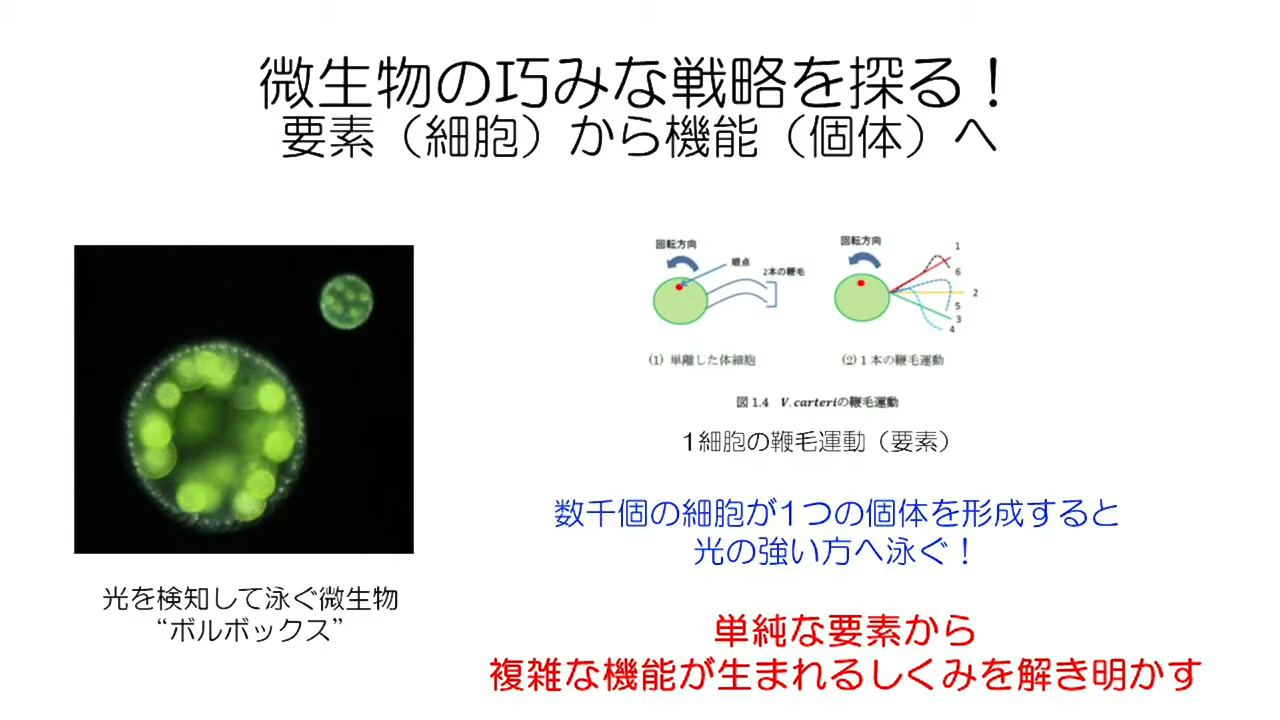 微生物の巧みな戦略を探る！
要素（細胞）から機能（個体）へ
光を検知して泳ぐ微生物
“ボルボックス”
回転方向
眼点
2本の鞭毛
(1) 単離した体細胞
回転方向
1
6
2
5
3
4
(2) 1 本の鞭毛運動
図 1.4 V.carteriの鞭毛運動
1細胞の鞭毛運動（要素）
数千個の細胞が1つの個体を形成すると
光の強い方へ泳ぐ！
単純な要素から
複雑な機能が生まれるしくみを解き明かす